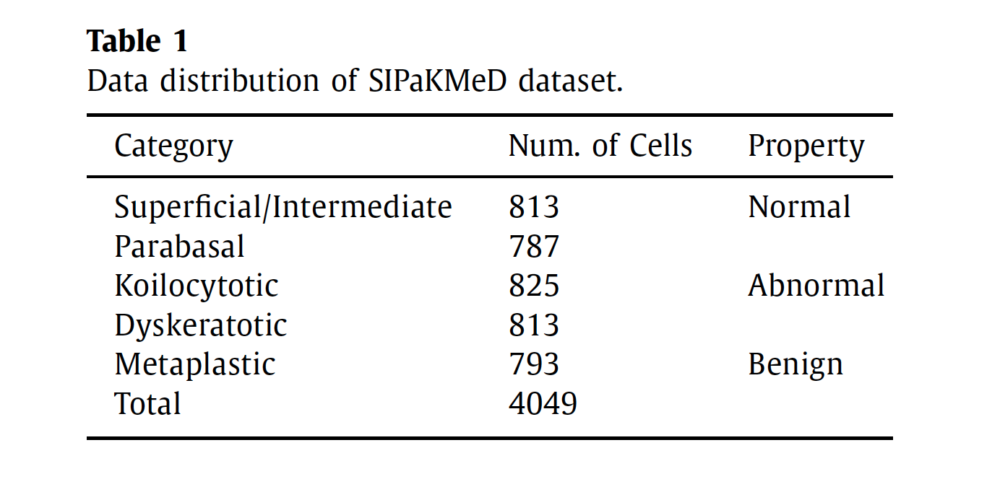 Table 1
Data distribution of SIPaKMeD dataset.
Category Num. of Cells Property
Superficial/Intermediate 813 Normal
Parabasal 787
Koilocytotic 825 Abnormal
Dyskeratotic 813
Metaplastic 793 Benign
Total 4049